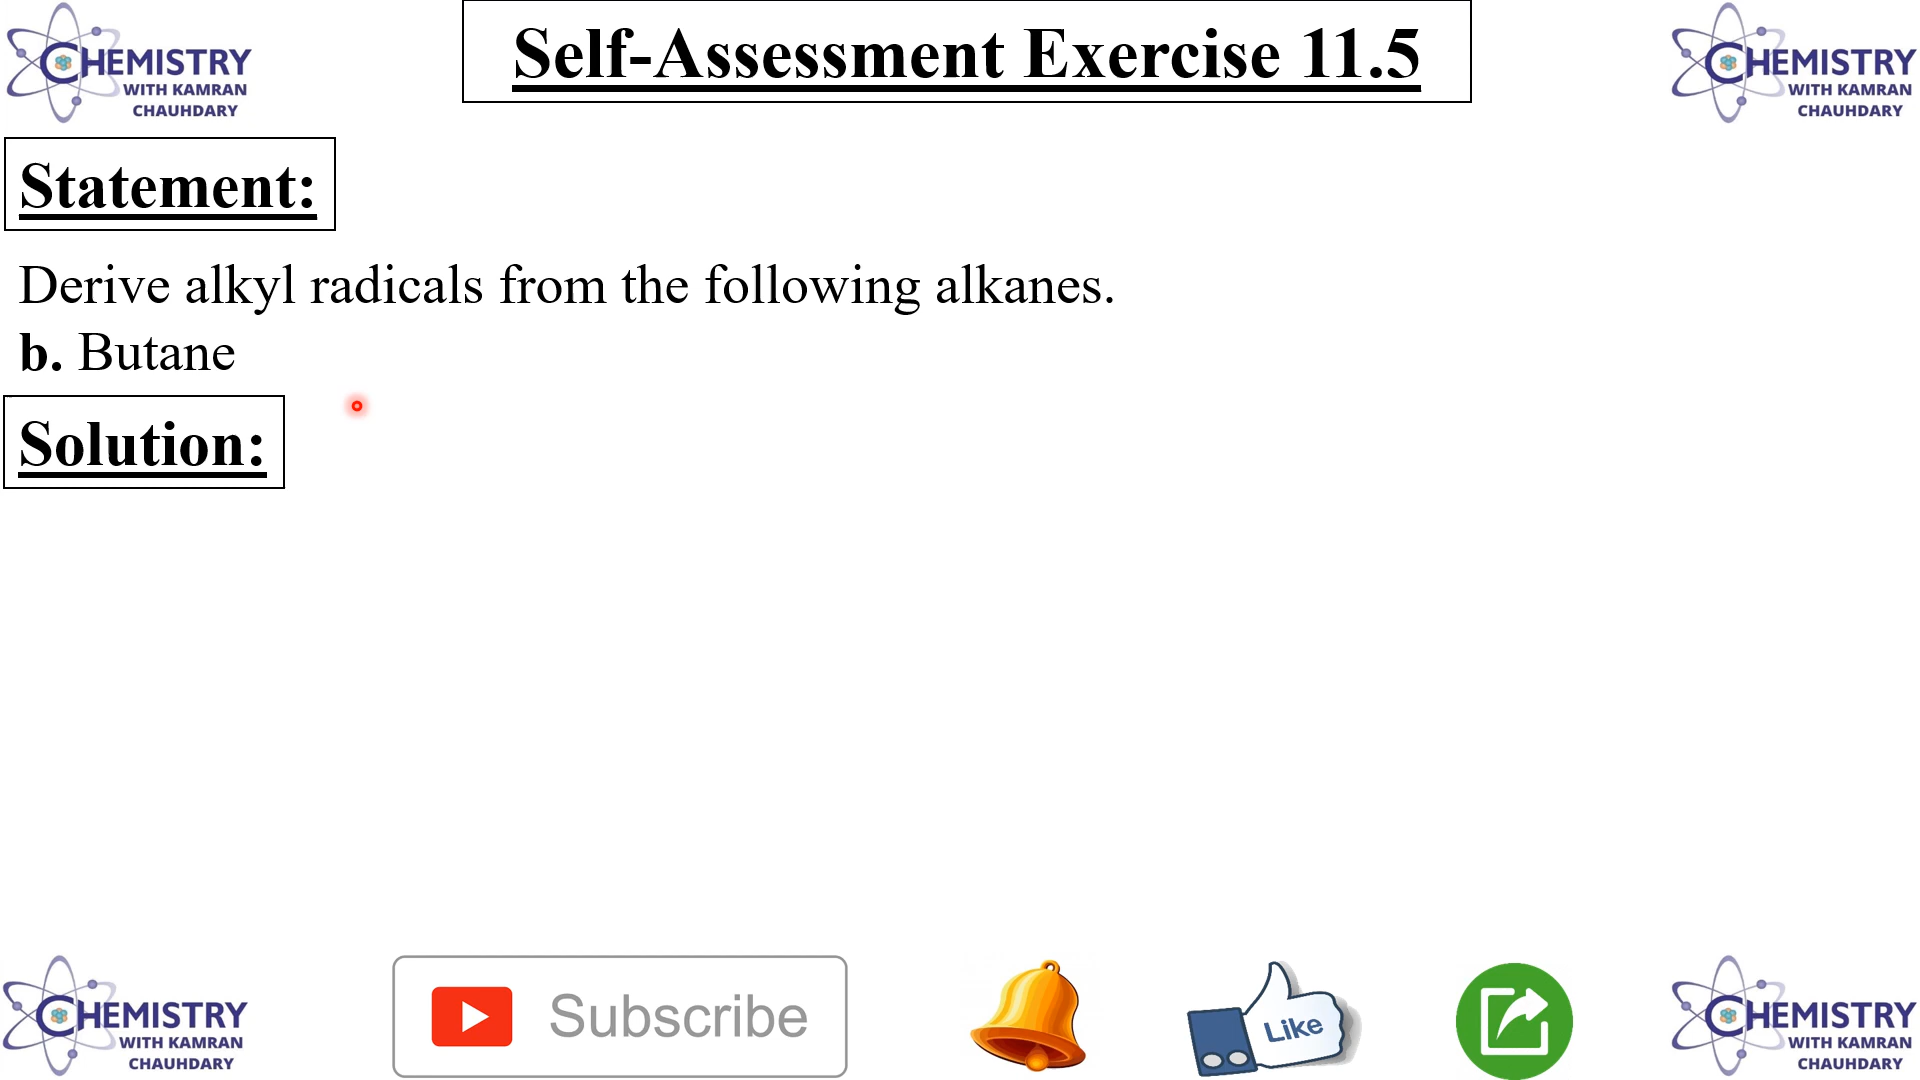 CHEMISTRY
WITH KAMRAN
CHAUHDARY
Self-Assessment Exercise 11.5
CHEMISTRY
WITH KAMRAN
CHAUHDARY
Statement:
Derive alkyl radicals from the following alkanes.
b. Butane
Solution:
CHEMISTRY
WITH KAMRAN
CHAUHDARY
Subscribe
Like
CHEMISTRY
WITH KAMRAN
CHAUHDARY